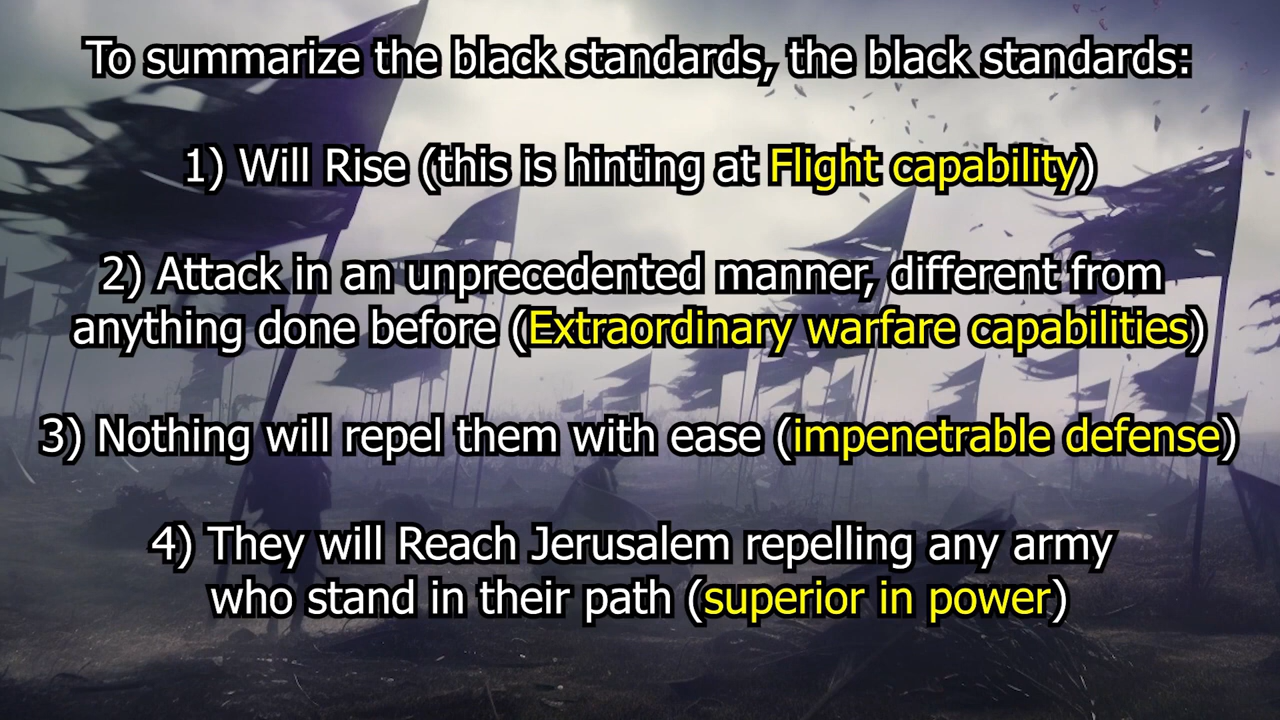 To summarize the black standards, the black standards:
1) Will Rise (this is hinting at Flight capability)
2) Attack in an unprecedented manner, different from
anything done before (Extraordinary warfare capabilities)
3) Nothing will repel them with ease (impenetrable defense)
4) They will Reach Jerusalem repelling any army
who stand in their path (superior in power)